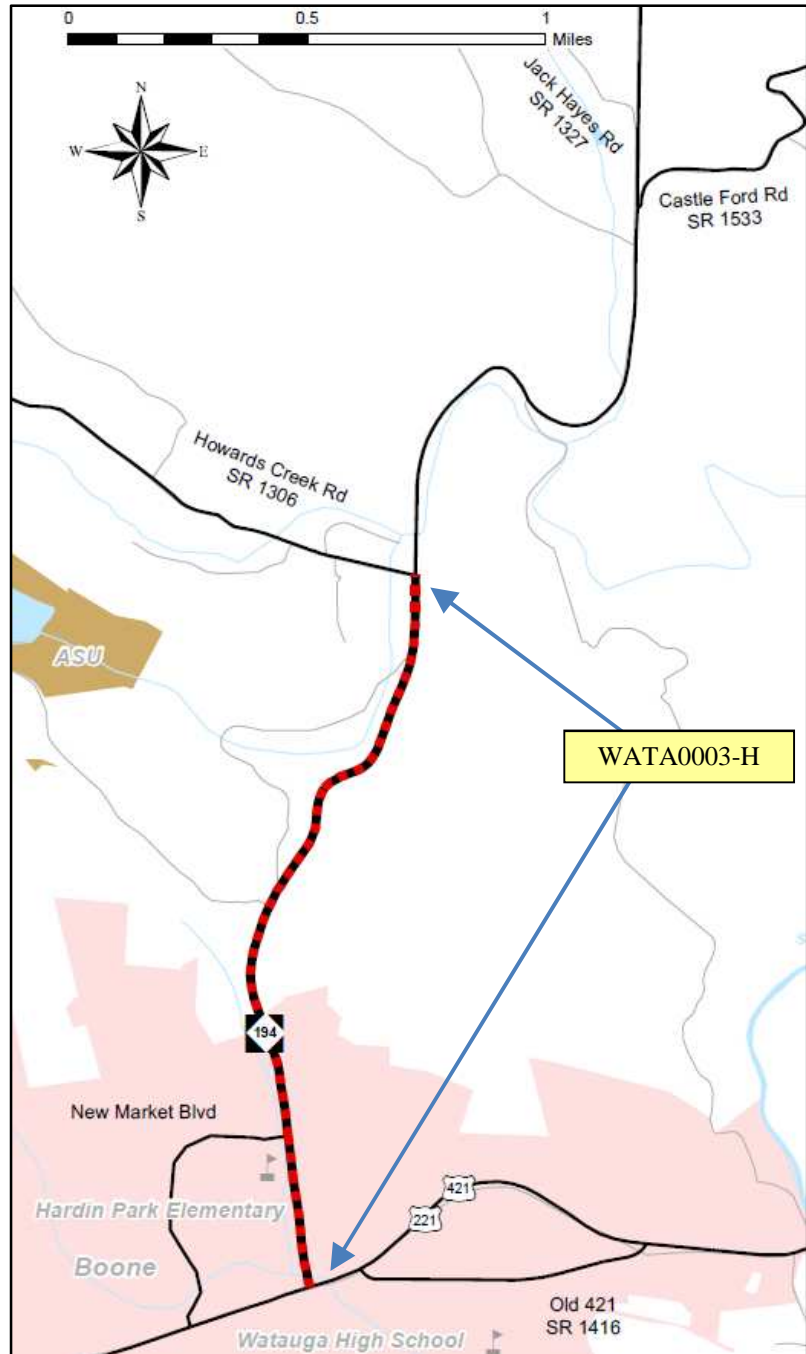 0 0.5 1
Miles
N
W E
S
Jack Hayes Rd
SR 1327
Castle Ford Rd
SR 1533
Howards Creek Rd
SR 1306
ASU
WATA0003-H
194
New Market Blvd
421
221
Hardin Park Elementary
Boone
Old 421
SR 1416
Watauga High School